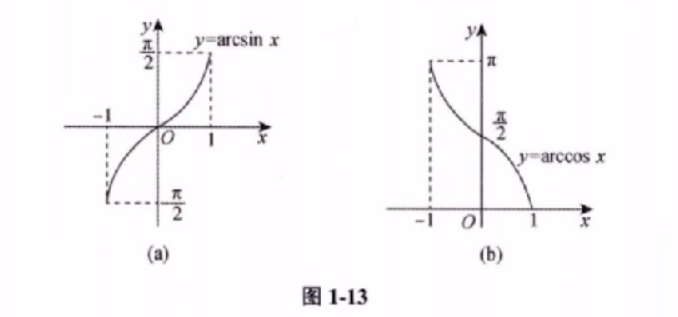 y
π/2
y=arcsin x
-1
O
1
x
-π/2
(a)
y
π
π/2
y=arccos x
-1
O
1
x
(b)
图 1-13